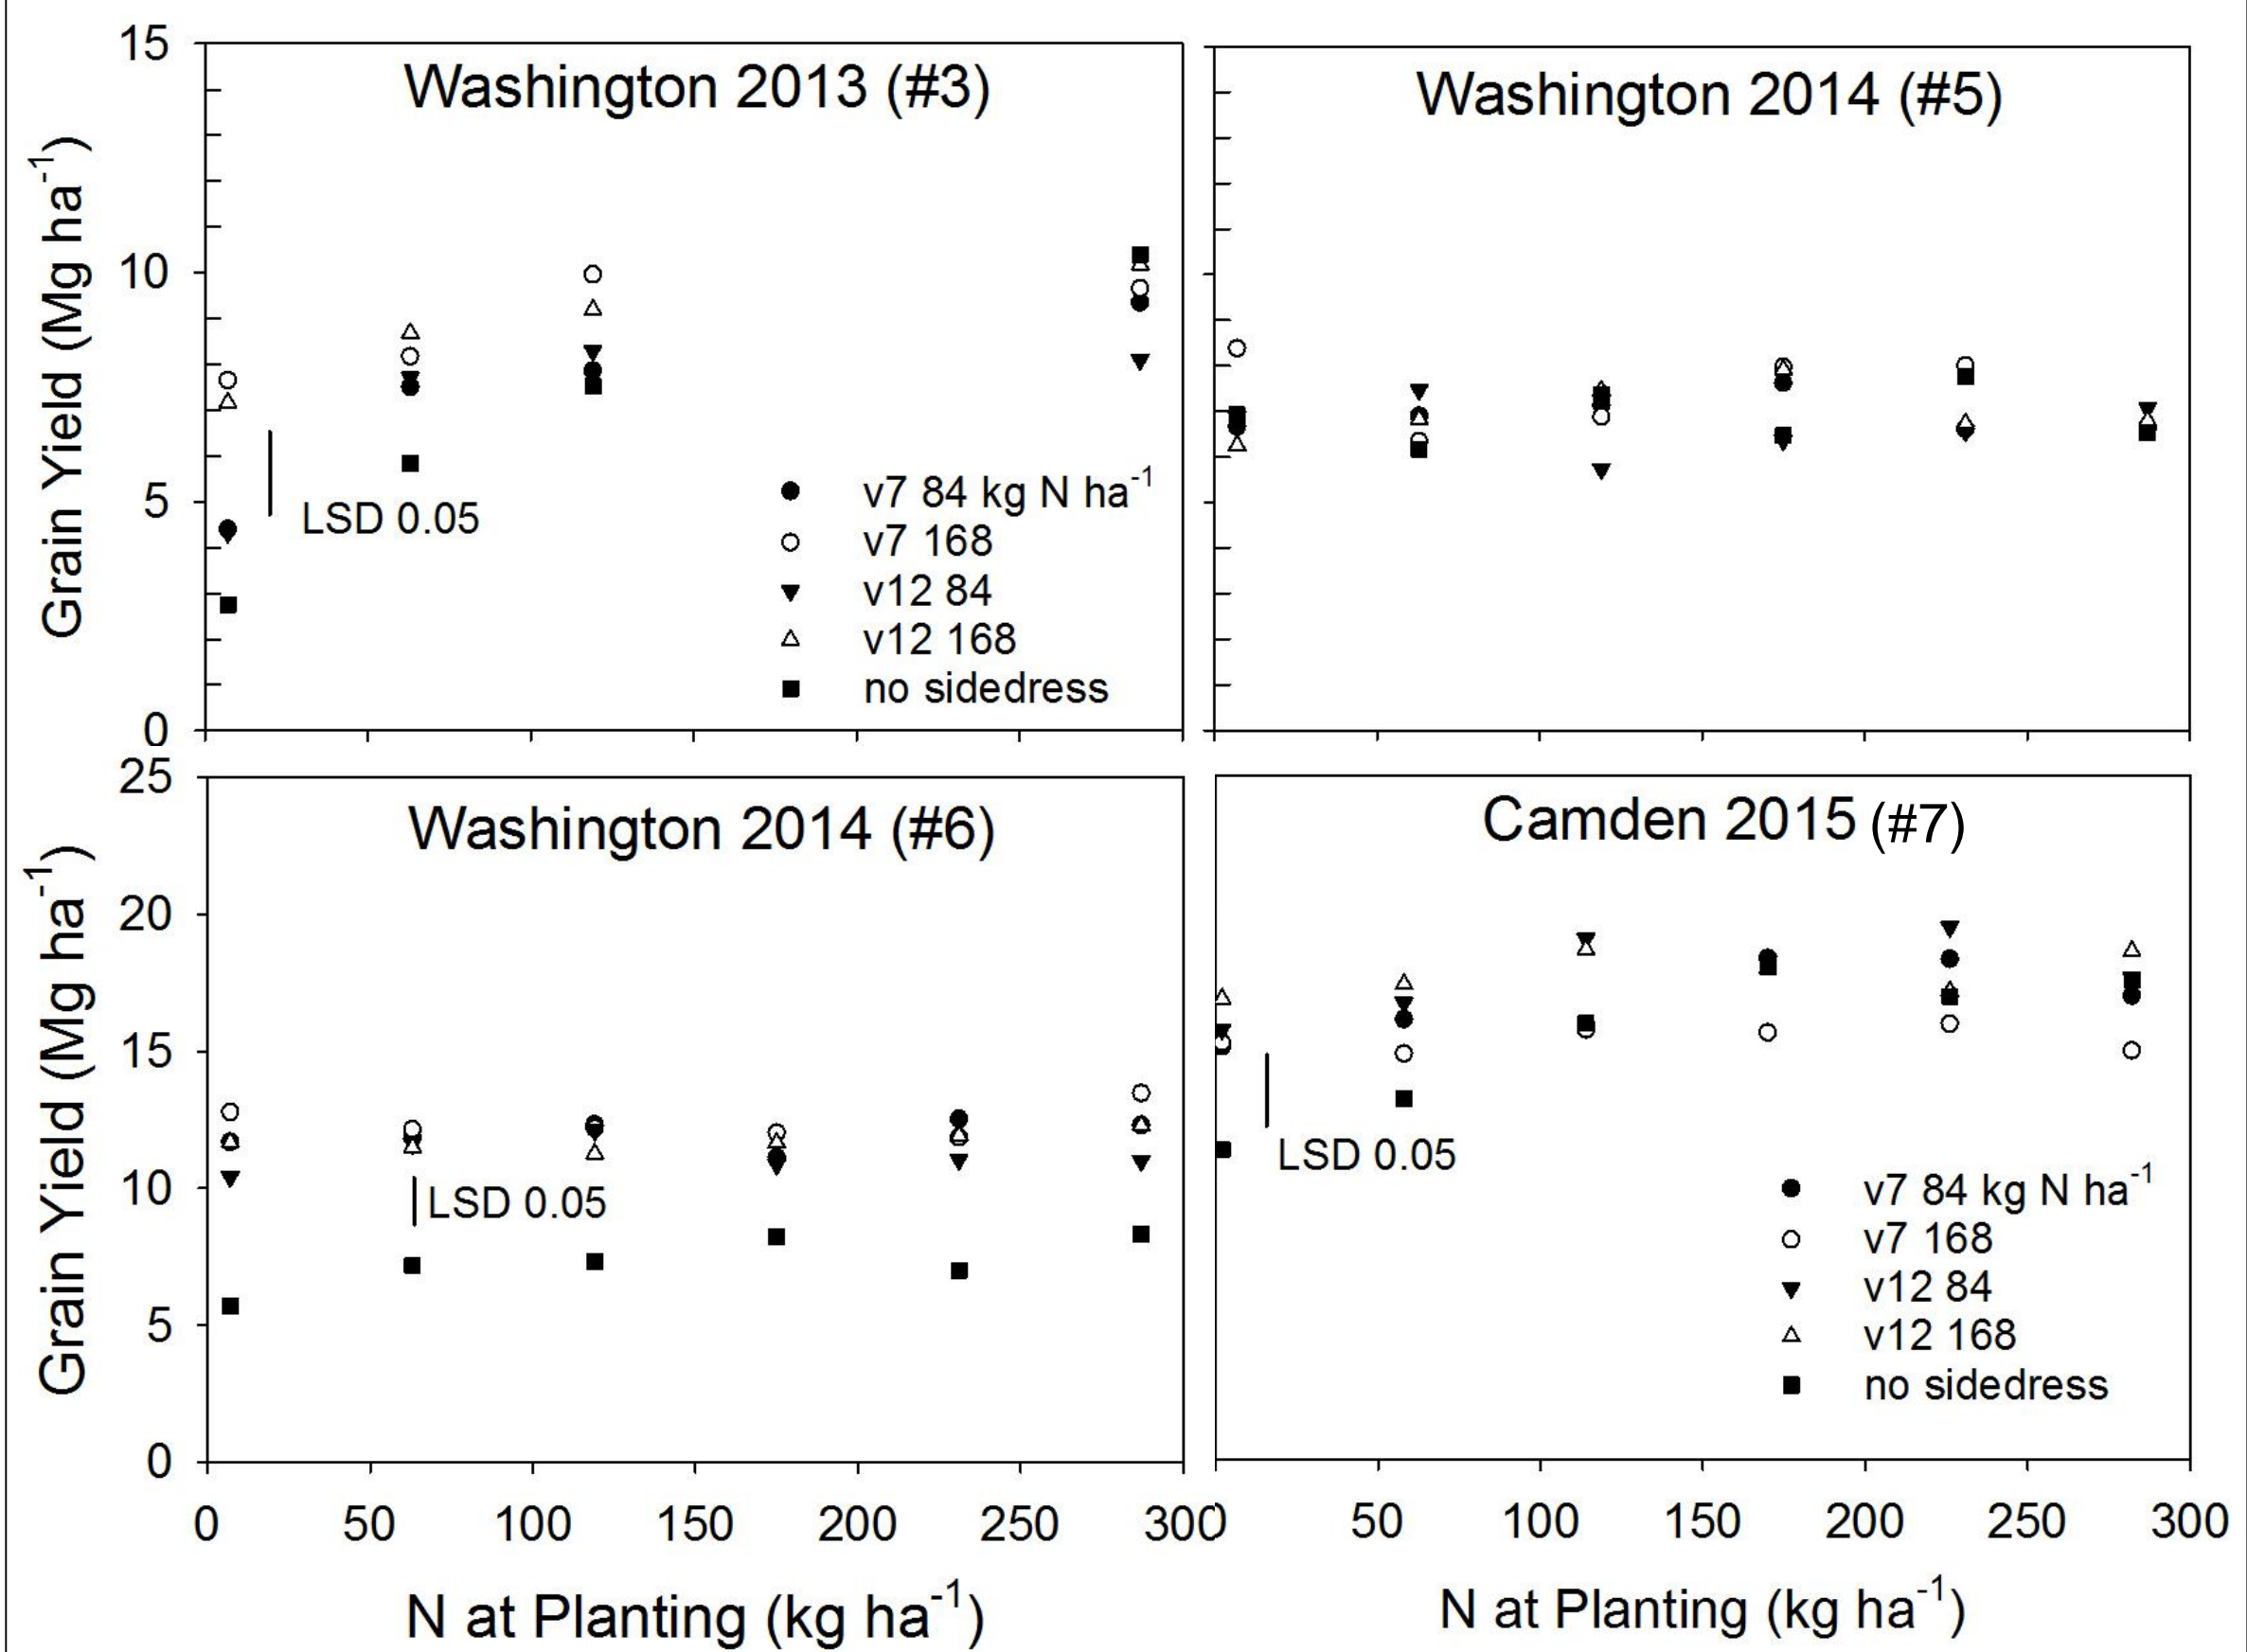 Washington 2013 (#3)
Grain Yield (Mg ha⁻¹)
15
10
5
0
LSD 0.05
v7 84 kg N ha⁻¹
v7 168
v12 84
v12 168
no sidedress
Washington 2014 (#5)
Washington 2014 (#6)
Grain Yield (Mg ha⁻¹)
25
20
15
10
5
0
LSD 0.05
0 50 100 150 200 250 300
N at Planting (kg ha⁻¹)
Camden 2015 (#7)
LSD 0.05
v7 84 kg N ha⁻¹
v7 168
v12 84
v12 168
no sidedress
0 50 100 150 200 250 300
N at Planting (kg ha⁻¹)